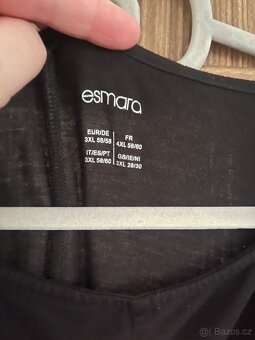 esmara
EUR/DE
3XL 56/58
FR
4XL 58/60
IT/ES/PT
3XL 58/60
GB/IE/NI
3XL 28/30
Bazos.cz